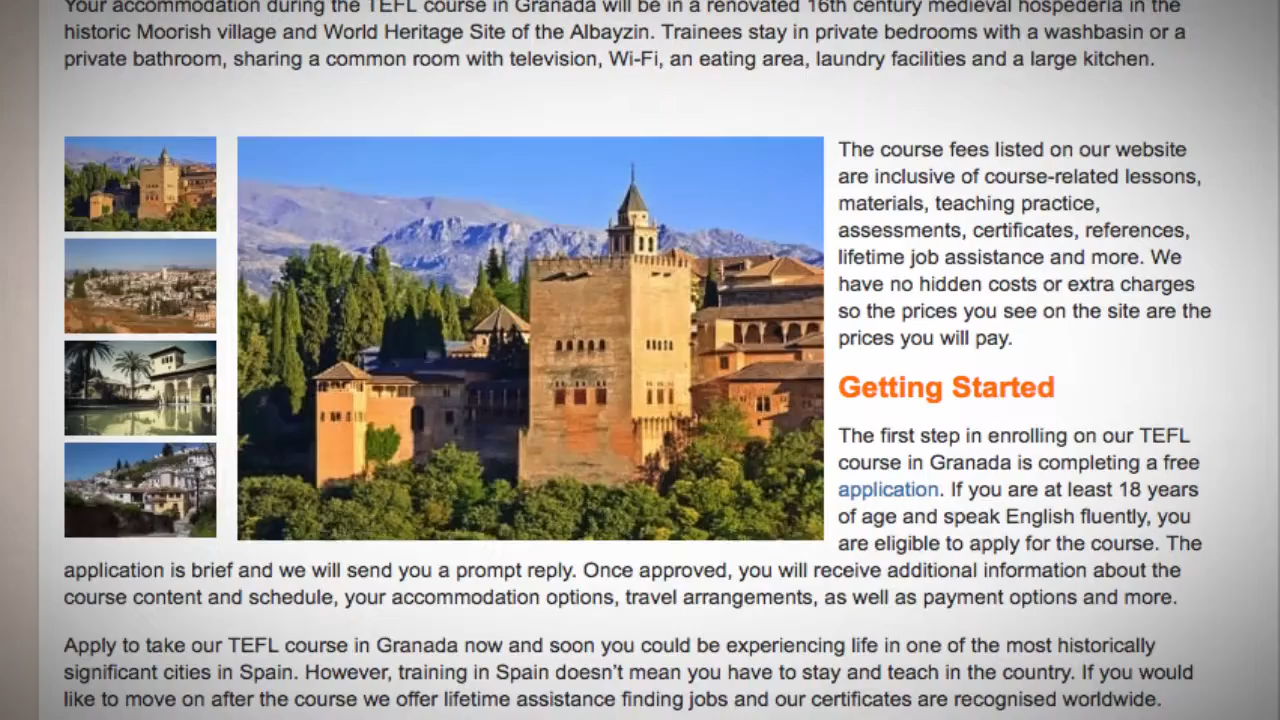 Your accommodation during the TEFL course in Granada will be in a renovated 16th century medieval hospederia in the
historic Moorish village and World Heritage Site of the Albayzin. Trainees stay in private bedrooms with a washbasin or a
private bathroom, sharing a common room with television, Wi-Fi, an eating area, laundry facilities and a large kitchen.
The course fees listed on our website
are inclusive of course-related lessons,
materials, teaching practice,
assessments, certificates, references,
lifetime job assistance and more. We
have no hidden costs or extra charges
so the prices you see on the site are the
prices you will pay.
Getting Started
The first step in enrolling on our TEFL
course in Granada is completing a free
application. If you are at least 18 years
of age and speak English fluently, you
are eligible to apply for the course. The
application is brief and we will send you a prompt reply. Once approved, you will receive additional information about the
course content and schedule, your accommodation options, travel arrangements, as well as payment options and more.
Apply to take our TEFL course in Granada now and soon you could be experiencing life in one of the most historically
significant cities in Spain. However, training in Spain doesn't mean you have to stay and teach in the country. If you would
like to move on after the course we offer lifetime assistance finding jobs and our certificates are recognised worldwide.